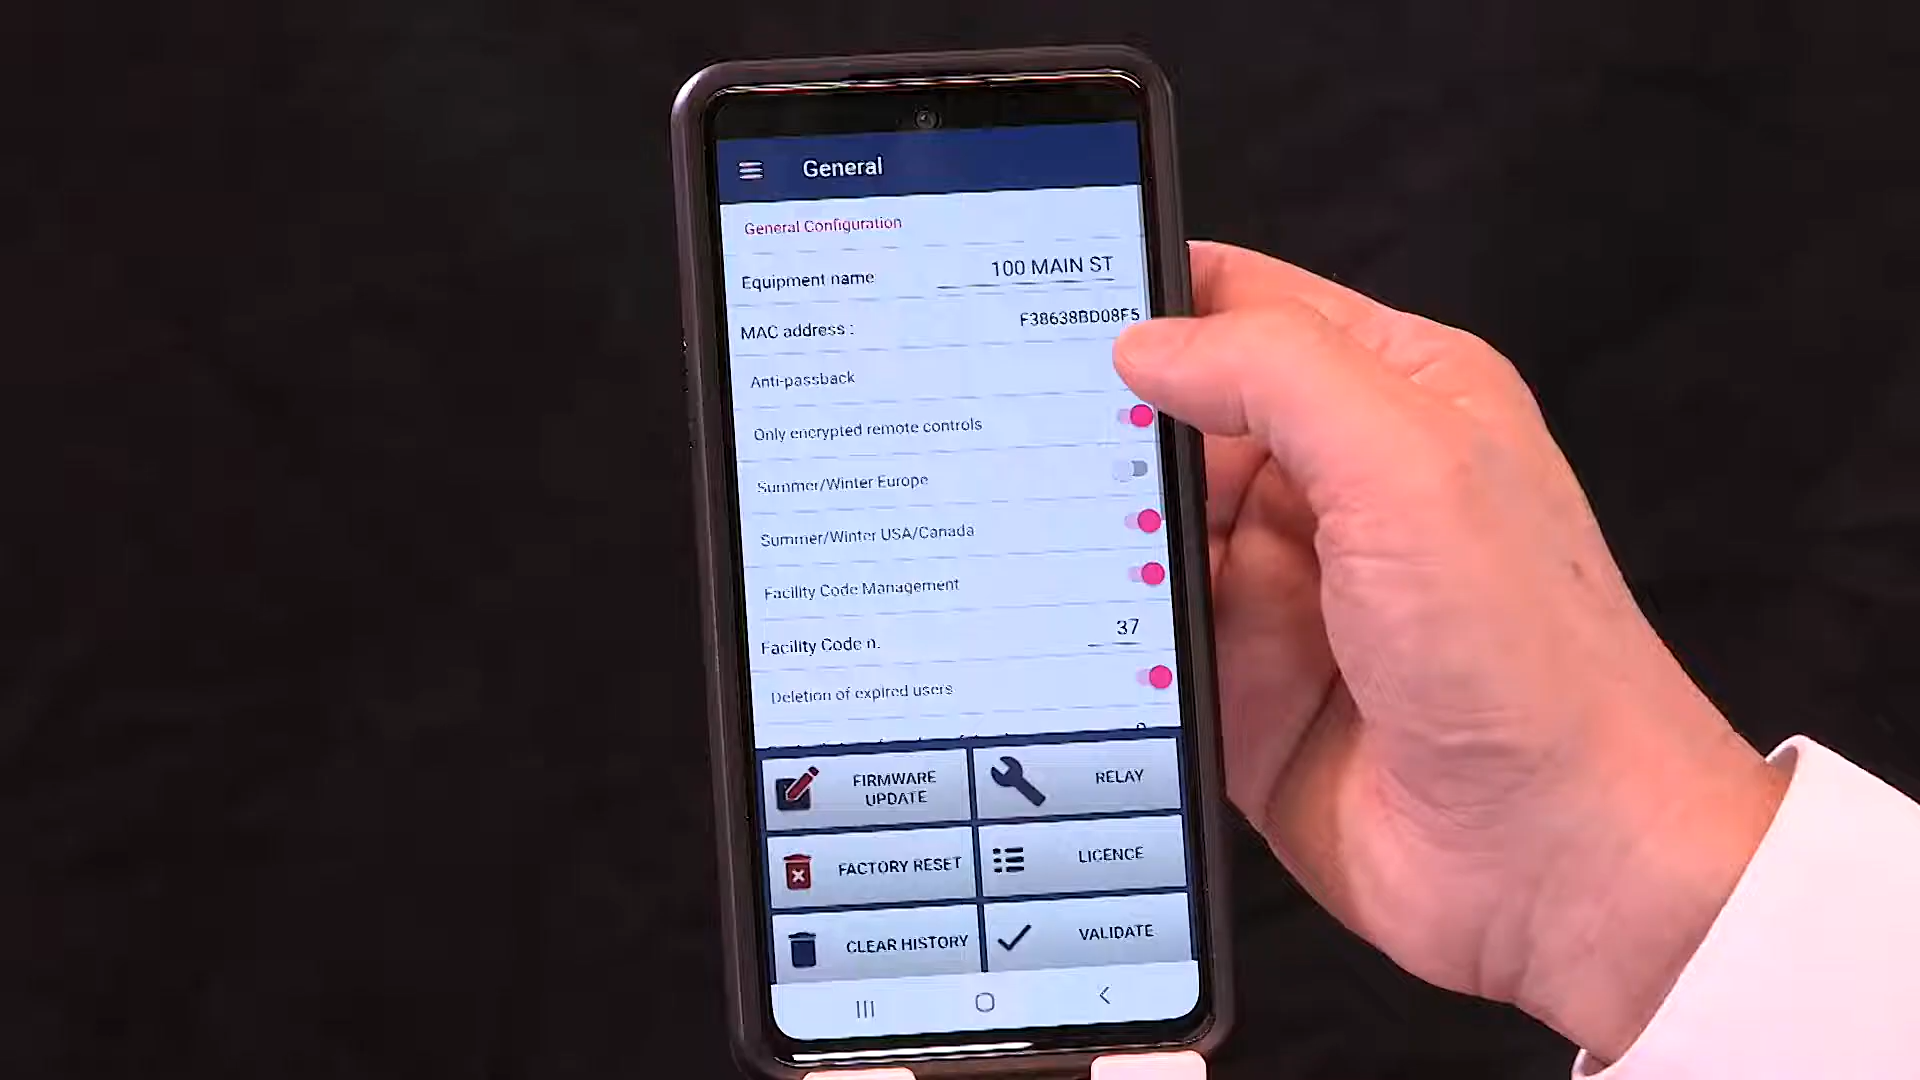 General
General Configuration
Equipment name 100 MAIN ST
MAC address : F38638BD08F5
Anti-passback
Only encrypted remote controls
Summer/Winter Europe
Summer/Winter USA/Canada
Facility Code Management
Facility Code n. 37
Deletion of expired users
FIRMWARE UPDATE
RELAY
FACTORY RESET
LICENCE
CLEAR HISTORY
VALIDATE